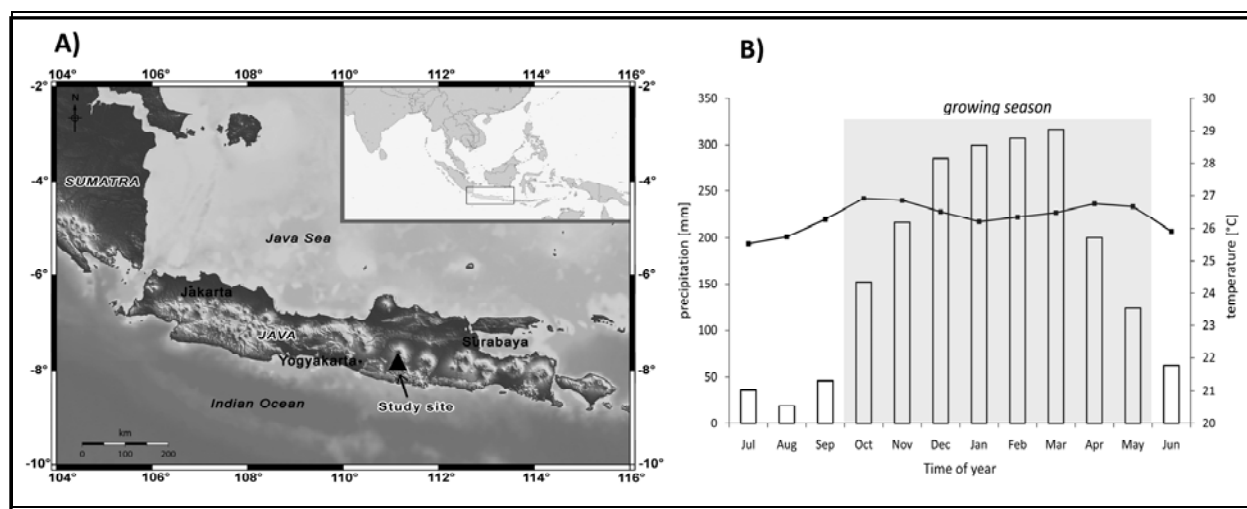 A)
104° 106° 108° 110° 112° 114° 116°
-2° -2°
N
SUMATRA
-4° -4°
Java Sea
-6° -6°
Jakarta
JAVA
Surabaya
Yogyakarta
-8° -8°
Study site
Indian Ocean
km
0 100 200
-10° -10°
104° 106° 108° 110° 112° 114° 116°
B)
growing season
350 30
300 29
28
250 27
200 26
150 25
24
100 23
50 22
21
0 20
precipitation [mm]
temperature [°C]
Jul Aug Sep Oct Nov Dec Jan Feb Mar Apr May Jun
Time of year